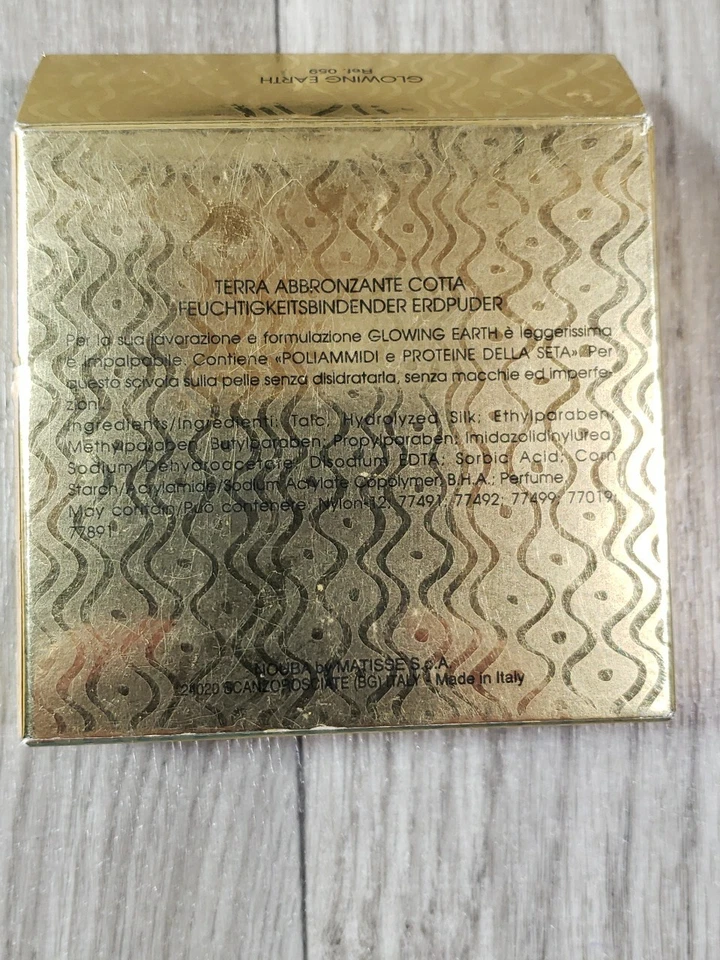 GLOWING EARTH
Ref. 059
TERRA ABBRONZANTE COTTA
FEUCHTIGKEITSBINDENDER ERDPUDER
Per la sua lavorazione e formulazione GLOWING EARTH è leggerissima
e impalpabile. Contiene «POLIAMMIDI e PROTEINE DELLA SETA». Per
questo scivola sulla pelle senza disidratarla, senza macchie ed imperfe-
zioni.
Ingredients/Ingredienti: Talc; Hydrolyzed Silk; Ethylparaben;
Methylparaben; Butylparaben; Propylparaben; Imidazolidinylurea;
Sodium/Dehydroacetate; Disodium EDTA; Sorbic Acid; Corn
Starch/Acrylamide/Sodium Acrylate Copolymer; B.H.A.; Perfume.
May contain/Può contenere: Nylon-12; 77491; 77492; 77499; 77019;
77891.
NOUBA by MATISSE S.p.A.
24020 SCANZOROSCIATE (BG) ITALY - Made in Italy